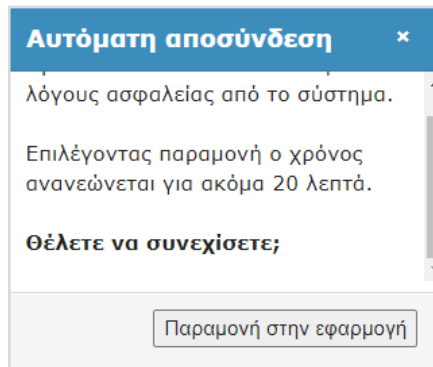 Αυτόματη αποσύνδεση ×
λόγους ασφαλείας από το σύστημα.
Επιλέγοντας παραμονή ο χρόνος
ανανεώνεται για ακόμα 20 λεπτά.
Θέλετε να συνεχίσετε;
Παραμονή στην εφαρμογή